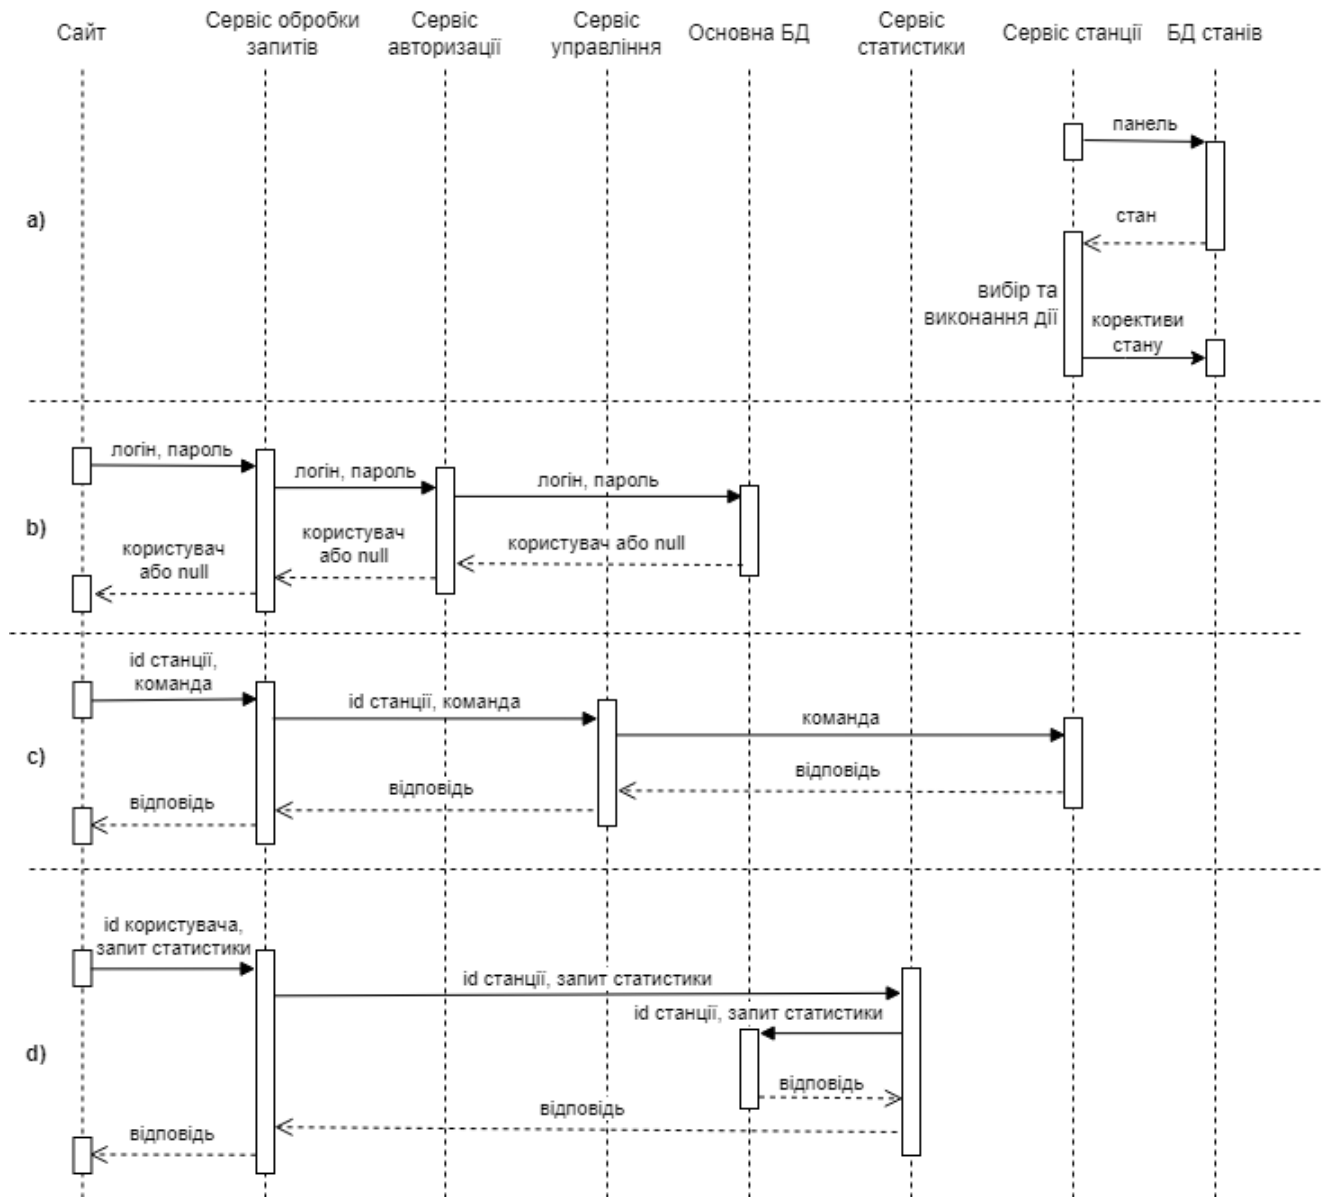 Сайт
Сервіс обробки
запитів
Сервіс
авторизації
Сервіс
управління
Основна БД
Сервіс
статистики
Сервіс станції
БД станів
a)
панель
стан
вибір та
виконання дії
корективи
стану
b)
логін, пароль
логін, пароль
логін, пароль
користувач або null
користувач
або null
користувач
або null
c)
id станції,
команда
id станції, команда
команда
відповідь
відповідь
відповідь
d)
id користувача,
запит статистики
id станції, запит статистики
id станції, запит статистики
відповідь
відповідь
відповідь